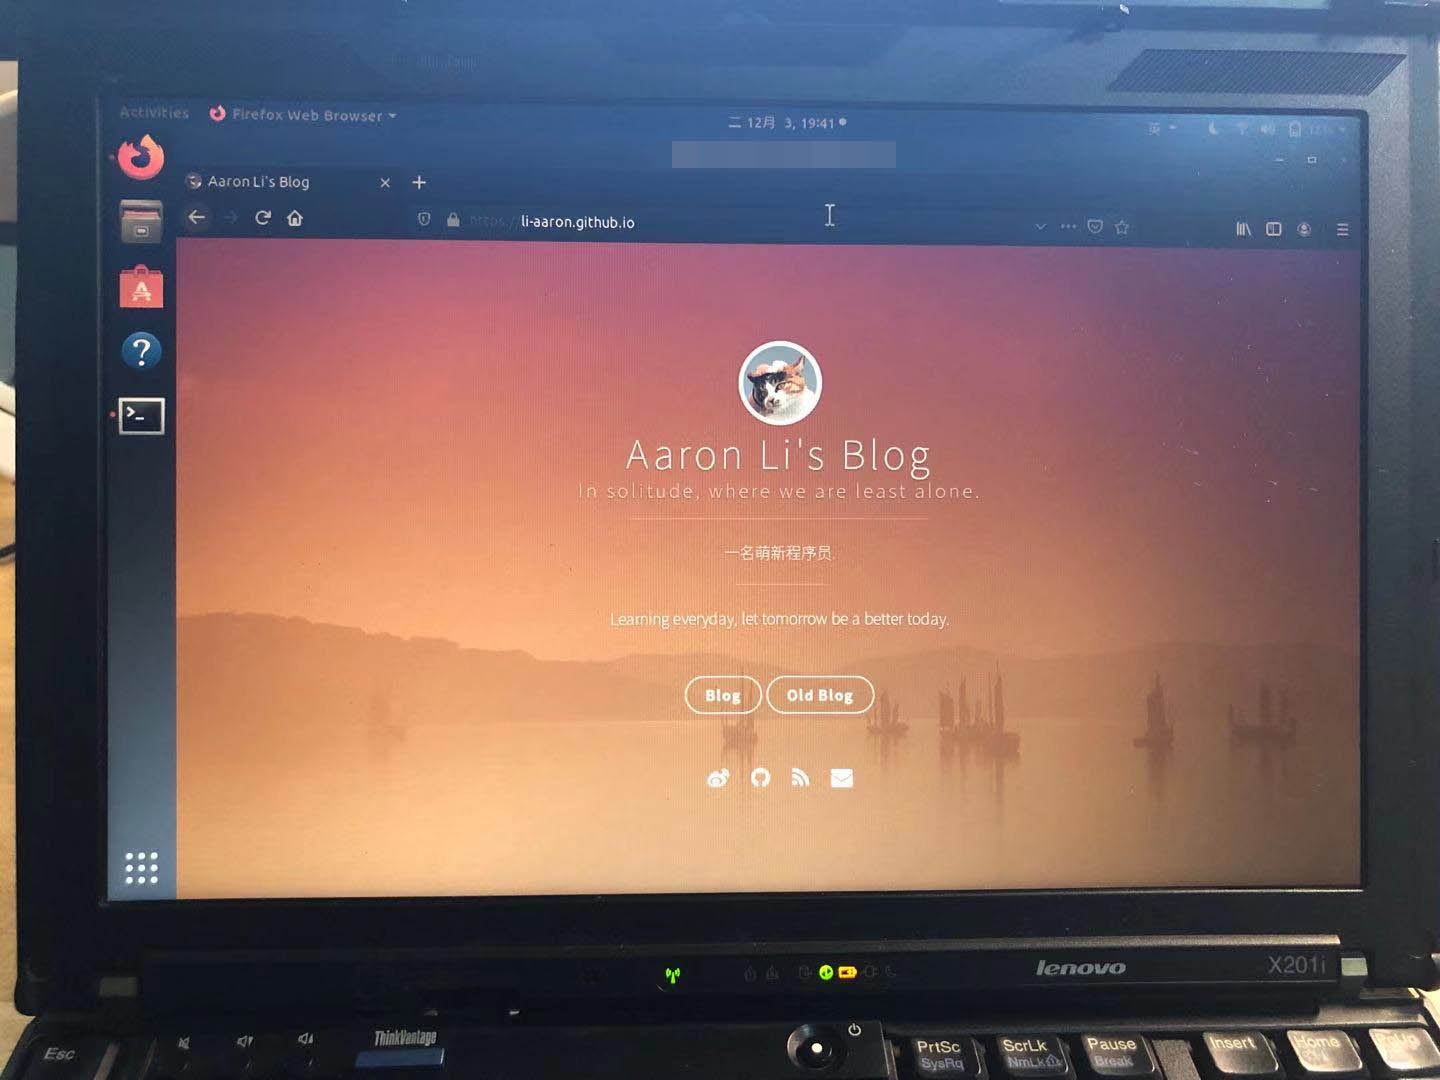 Activities
Firefox Web Browser
二 12月 3, 19:41
英
Aaron Li's Blog
https://li-aaron.github.io
Aaron Li's Blog
In solitude, where we are least alone.
一名萌新程序员.
Learning everyday, let tomorrow be a better today.
Blog
Old Blog
lenovo
X201i
Esc
ThinkVantage
PrtSc
SysRq
ScrLk
NmLk
Pause
Break
Insert
Home
PgUp